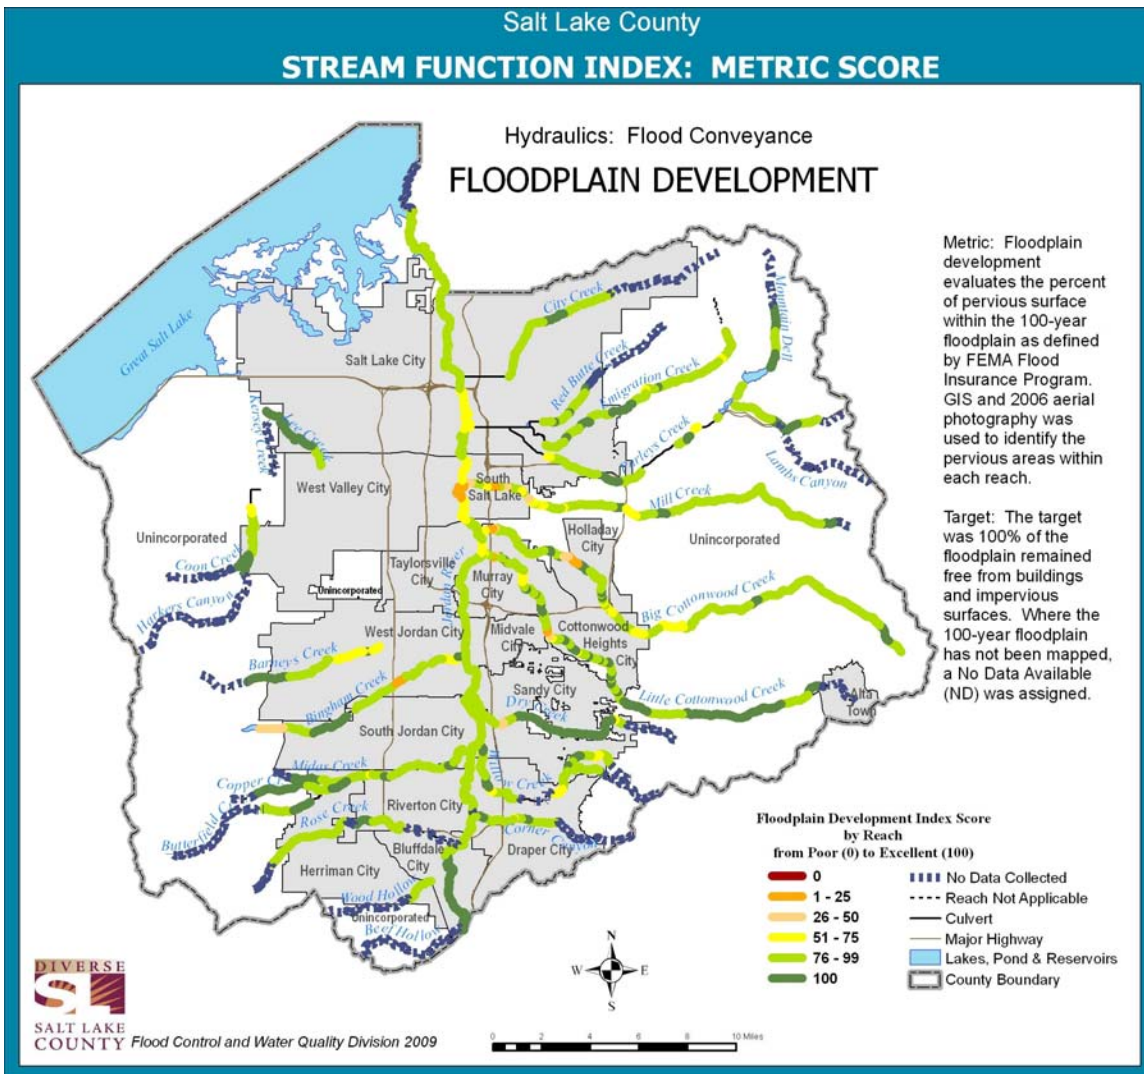 Salt Lake County
STREAM FUNCTION INDEX: METRIC SCORE
Hydraulics: Flood Conveyance
FLOODPLAIN DEVELOPMENT
Metric: Floodplain
development
evaluates the percent
of pervious surface
within the 100-year
floodplain as defined
by FEMA Flood
Insurance Program.
GIS and 2006 aerial
photography was
used to identify the
pervious areas within
each reach.
Target: The target
was 100% of the
floodplain remained
free from buildings
and impervious
surfaces. Where the
100-year floodplain
has not been mapped,
a No Data Available
(ND) was assigned.
Great Salt Lake
City Creek
Mountain Dell
Salt Lake City
Red Butte Creek
Emigration Creek
Kersey Creek
Lee Creek
Parleys Creek
Lambs Canyon
West Valley City
South
Salt Lake
Mill Creek
Unincorporated
Holladay
City
Unincorporated
Coon Creek
Taylorsville
City
Unincorporated
Jordan River
Murray
City
Harkers Canyon
Big Cottonwood Creek
West Jordan City
Midvale
City
Cottonwood
Heights
City
Barneys Creek
Sandy City
Little Cottonwood Creek
Alta
Town
Bingham Creek
Dry Creek
South Jordan City
Midas Creek
Willow Creek
Copper
Butterfield
Rose Creek
Riverton City
Corner
Bluffdale
City
Draper City
Herriman City
Wood Hollow
Unincorporated
Beef Hollow
Floodplain Development Index Score
by Reach
from Poor (0) to Excellent (100)
0
1 - 25
26 - 50
51 - 75
76 - 99
100
No Data Collected
Reach Not Applicable
Culvert
Major Highway
Lakes, Pond & Reservoirs
County Boundary
N
W E
S
DIVERSE
SL
SALT LAKE
COUNTY
Flood Control and Water Quality Division 2009
0 2 4 6 8 10 Miles